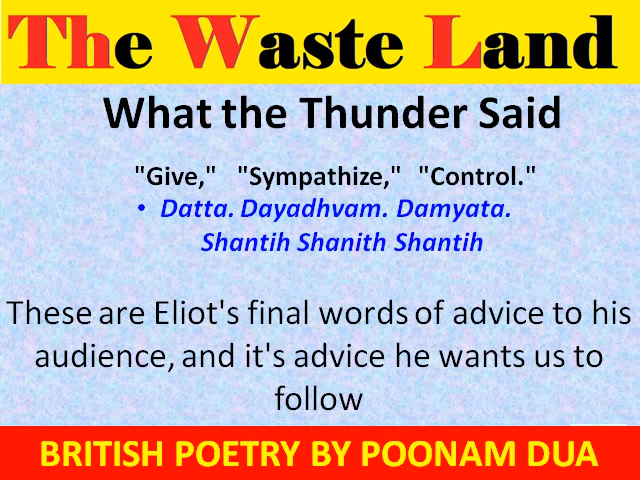 The Waste Land
What the Thunder Said
"Give," "Sympathize," "Control."
• Datta. Dayadhvam. Damyata.
Shantih Shanith Shantih
These are Eliot's final words of advice to his
audience, and it's advice he wants us to
follow
BRITISH POETRY BY POONAM DUA